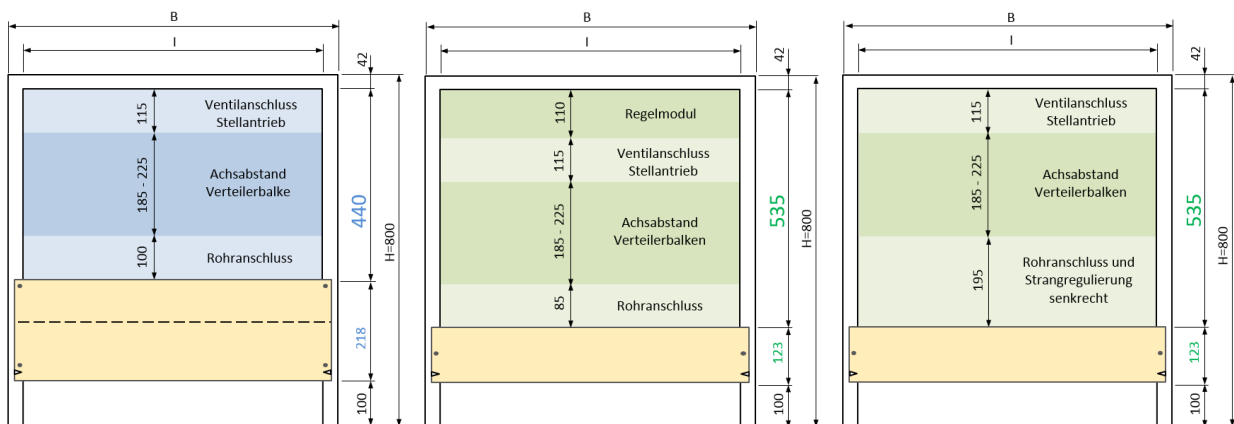 B
I
42
115
Ventilanschluss
Stellantrieb
185 - 225
Achsabstand
Verteilerbalke
440
H=800
100
Rohranschluss
218
100
B
I
42
110
Regelmodul
115
Ventilanschluss
Stellantrieb
185 - 225
Achsabstand
Verteilerbalken
535
H=800
85
Rohranschluss
123
100
B
I
42
115
Ventilanschluss
Stellantrieb
185 - 225
Achsabstand
Verteilerbalken
535
H=800
195
Rohranschluss und
Strangregulierung
senkrecht
123
100